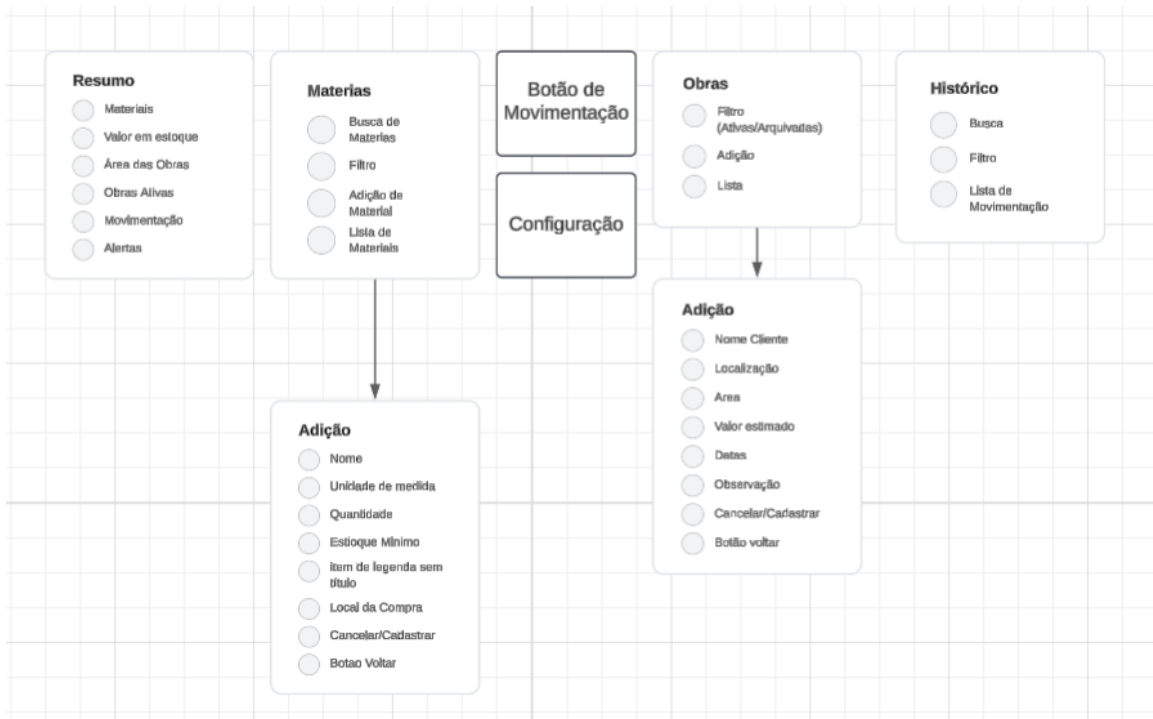 Resumo
Materiais
Valor em estoque
Área das Obras
Obras Ativas
Movimentação
Alertas
Materias
Busca de
Materias
Filtro
Adição de
Material
Lista de
Materiais
Botão de
Movimentação
Configuração
Obras
Filtro
(Ativas/Arquivadas)
Adição
Lista
Histórico
Busca
Filtro
Lista de
Movimentação
Adição
Nome
Unidade de medida
Quantidade
Estioque Mínimo
Item de legenda sem
título
Local da Compra
Cancelar/Cadastrar
Botao Voltar
Adição
Nome Cliente
Localização
Area
Valor estimado
Datas
Observação
Cancelar/Cadastrar
Botão voltar